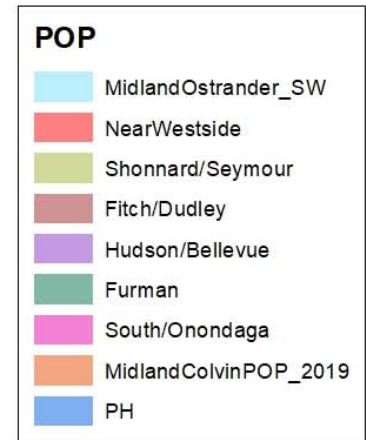 POP
MidlandOstrander_SW
NearWestside
Shonnard/Seymour
Fitch/Dudley
Hudson/Bellevue
Furman
South/Onondaga
MidlandColvinPOP_2019
PH